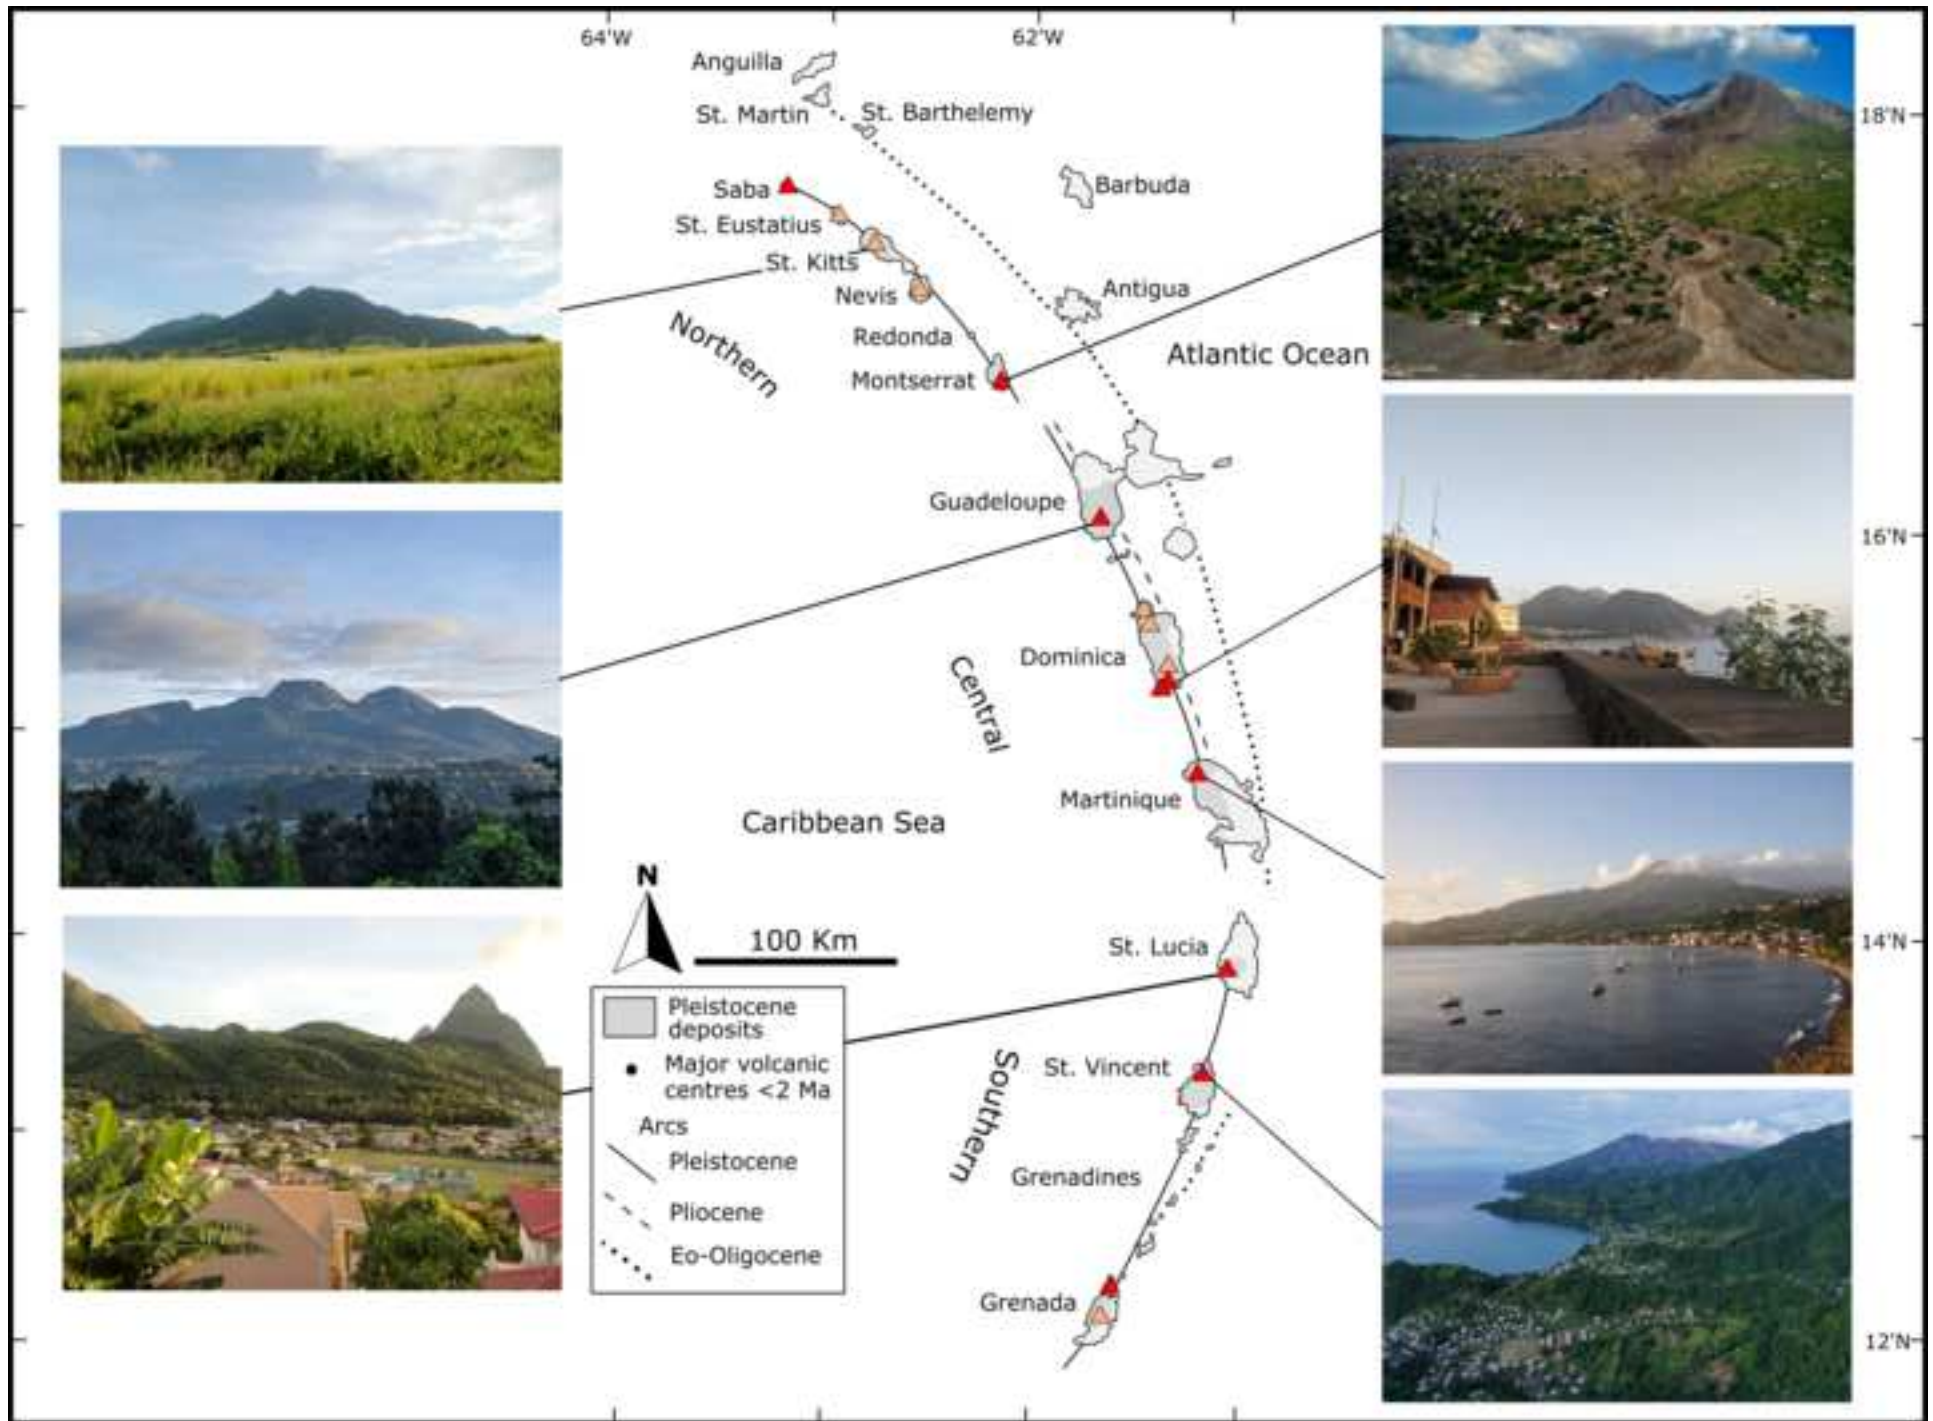 64'W
62'W
Anguilla
St. Martin
St. Barthelemy
18'N
Saba
Barbuda
St. Eustatius
St. Kitts
Nevis
Antigua
Northern
Redonda
Atlantic Ocean
Montserrat
Guadeloupe
16'N
Dominica
Central
Martinique
Caribbean Sea
N
100 Km
St. Lucia
14'N
Pleistocene
deposits
Major volcanic
centres <2 Ma
Arcs
Pleistocene
Pliocene
Eo-Oligocene
Southern
St. Vincent
Grenadines
Grenada
12'N